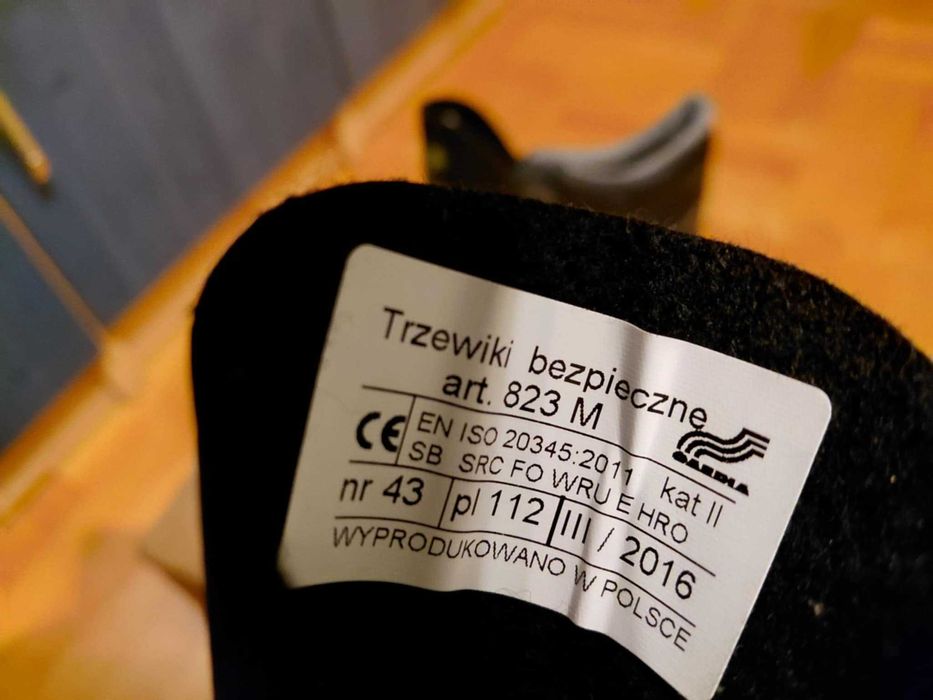 Trzewiki bezpieczne
art. 823 M
GARDIA
CE
EN ISO 20345:2011 kat II
SB SRC FO WRU E HRO
nr 43 pl 112 III / 2016
WYPRODUKOWANO W POLSCE